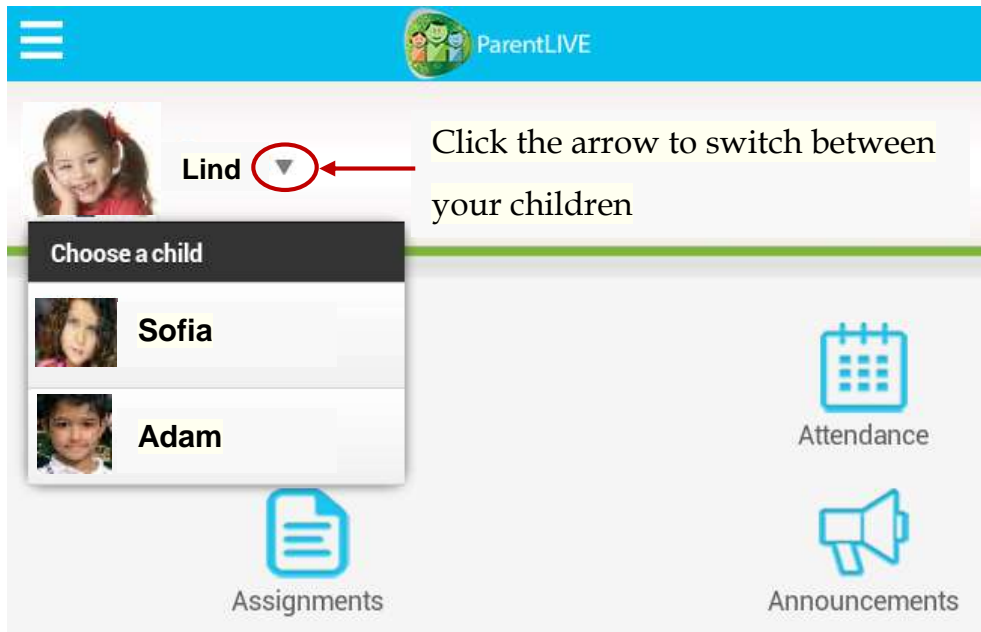 ParentLIVE
Lind
Click the arrow to switch between
your children
Choose a child
Sofia
Adam
Attendance
Assignments
Announcements